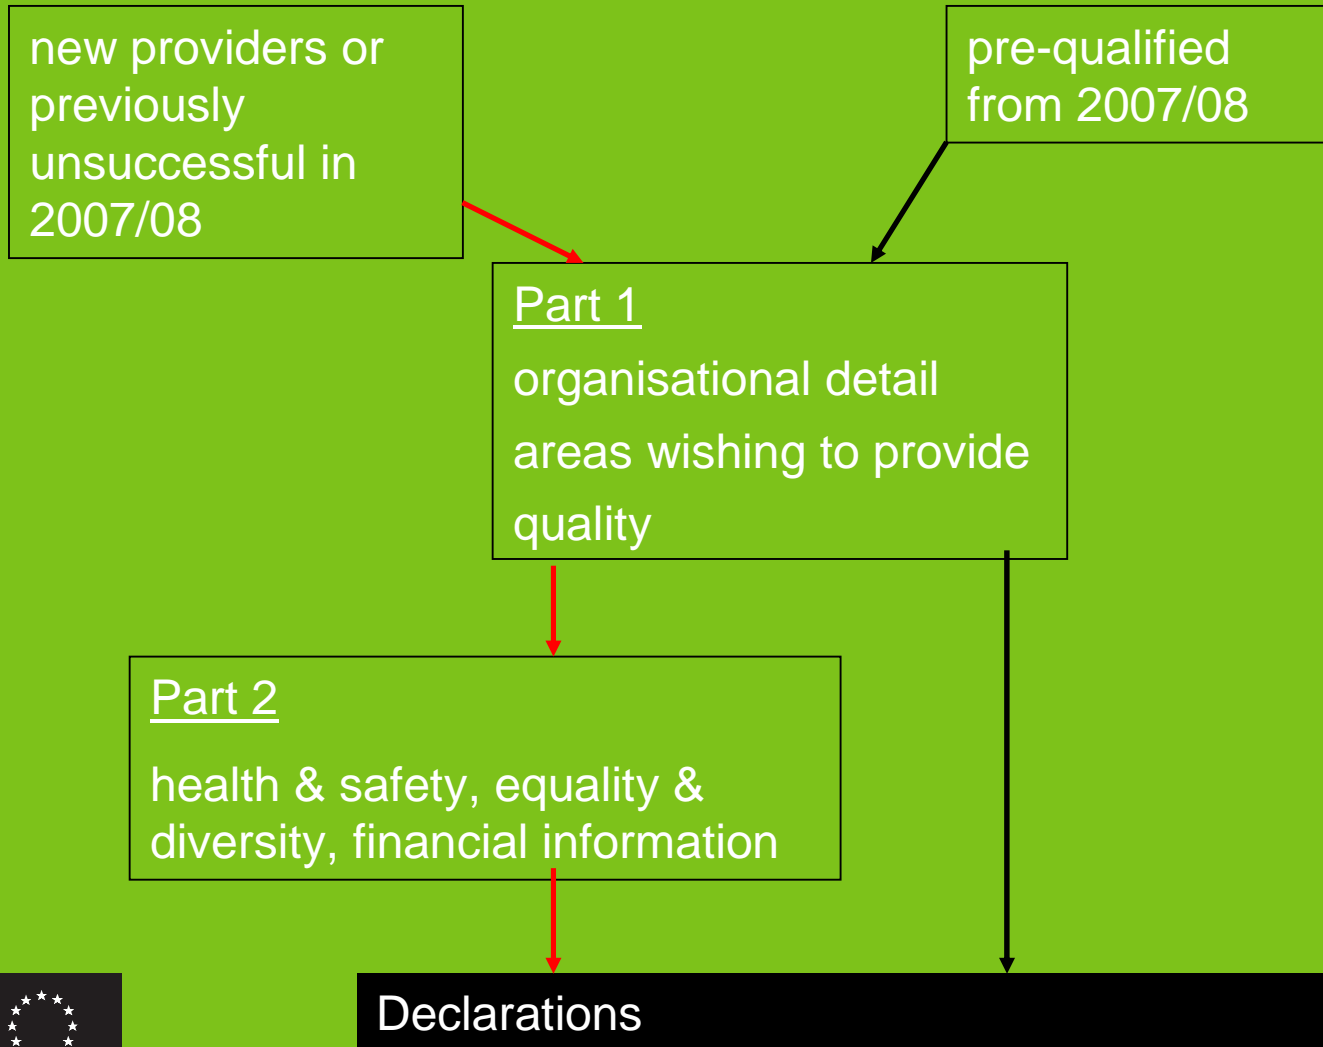 new providers or
previously
unsuccessful in
2007/08
pre-qualified
from 2007/08
Part 1
organisational detail
areas wishing to provide
quality
Part 2
health & safety, equality &
diversity, financial information
Declarations